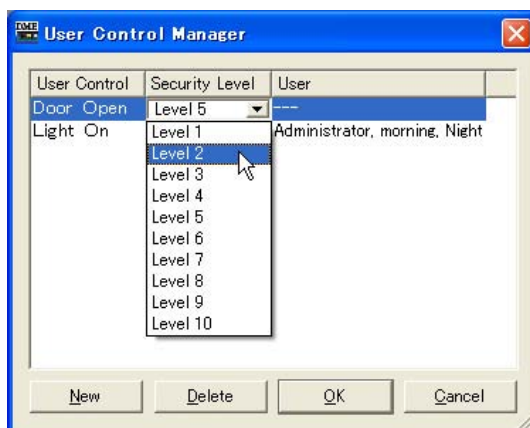 DME
User Control Manager
User Control Security Level User
Door Open Level 5 ---
Light On Level 1 Administrator, morning, Night
Level 2
Level 3
Level 4
Level 5
Level 6
Level 7
Level 8
Level 9
Level 10
New Delete OK Cancel